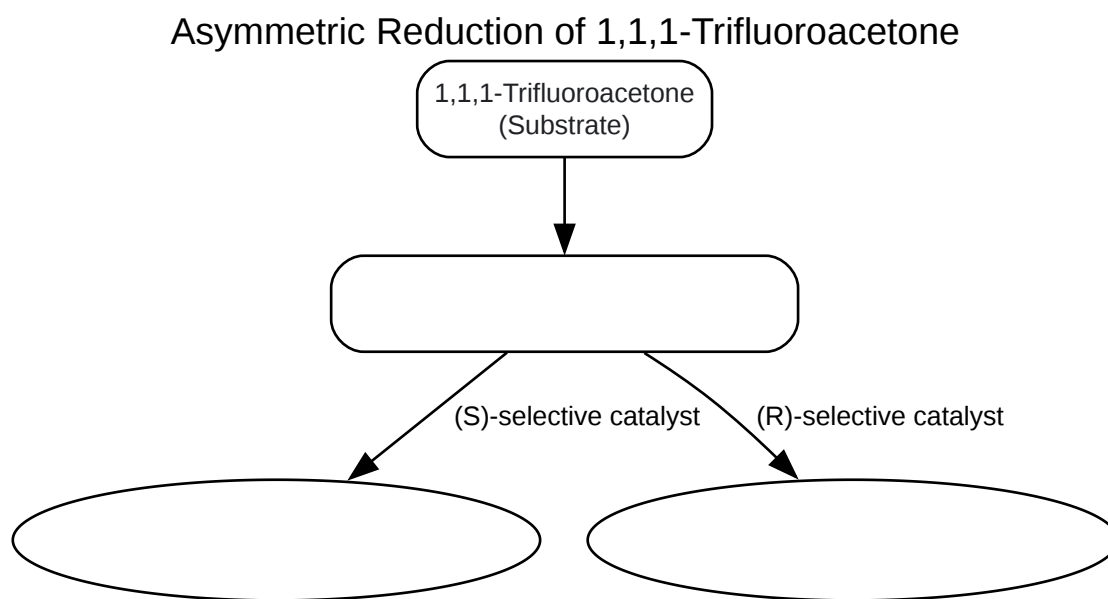 Asymmetric Reduction of 1,1,1-Trifluoroacetone
1,1,1-Trifluoroacetone
(Substrate)
(S)-selective catalyst
(R)-selective catalyst